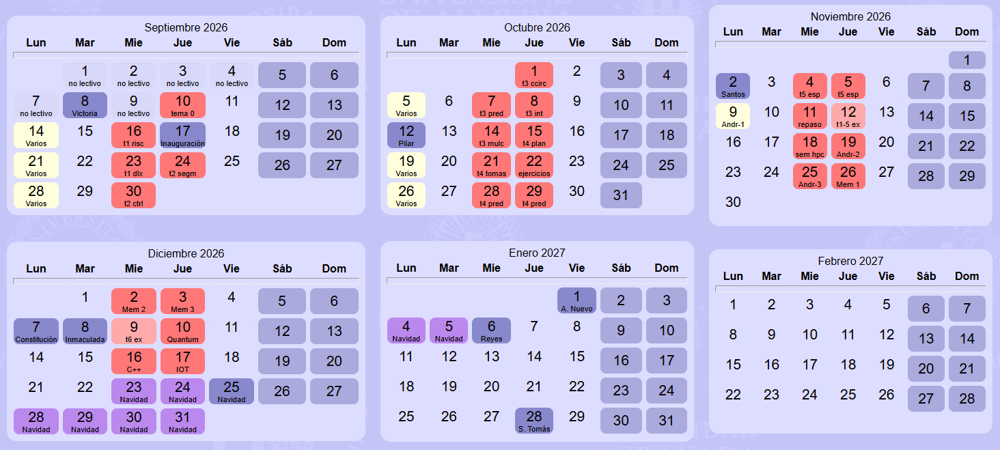 Septiembre 2026
Lun Mar Mie Jue Vie Sáb Dom
1 2 3 4 5 6
no lectivo no lectivo no lectivo no lectivo
7 8 9 10 11 12 13
no lectivo Victoria no lectivo tema 0
14 15 16 17 18 19 20
Varios t1 risc Inauguración
21 22 23 24 25 26 27
Varios t1 dlx t2 segm
28 29 30
Varios t2 ctrl
Octubre 2026
Lun Mar Mie Jue Vie Sáb Dom
1 2 3 4
t3 ccirc
5 6 7 8 9 10 11
Varios t3 pred t3 int
12 13 14 15 16 17 18
Pilar t3 mulc t4 plan
19 20 21 22 23 24 25
Varios t4 tomas ejercicios
26 27 28 29 30 31
Varios t4 pred t4 pred
Noviembre 2026
Lun Mar Mie Jue Vie Sáb Dom
1
2 3 4 5 6 7 8
Santos t5 esp t5 esp
9 10 11 12 13 14 15
Andr-1 repaso t1-5 ex
16 17 18 19 20 21 22
sem hpc Andr-2
23 24 25 26 27 28 29
Andr-3 Mem 1
30
Diciembre 2026
Lun Mar Mie Jue Vie Sáb Dom
1 2 3 4 5 6
Mem 2 Mem 3
7 8 9 10 11 12 13
Constitución Inmaculada t6 ex Quantum
14 15 16 17 18 19 20
C++ IOT
21 22 23 24 25 26 27
Navidad Navidad Navidad
28 29 30 31
Navidad Navidad Navidad Navidad
Enero 2027
Lun Mar Mie Jue Vie Sáb Dom
1 2 3
A. Nuevo
4 5 6 7 8 9 10
Navidad Navidad Reyes
11 12 13 14 15 16 17
18 19 20 21 22 23 24
25 26 27 28 29 30 31
S. Tomás
Febrero 2027
Lun Mar Mie Jue Vie Sáb Dom
1 2 3 4 5 6 7
8 9 10 11 12 13 14
15 16 17 18 19 20 21
22 23 24 25 26 27 28